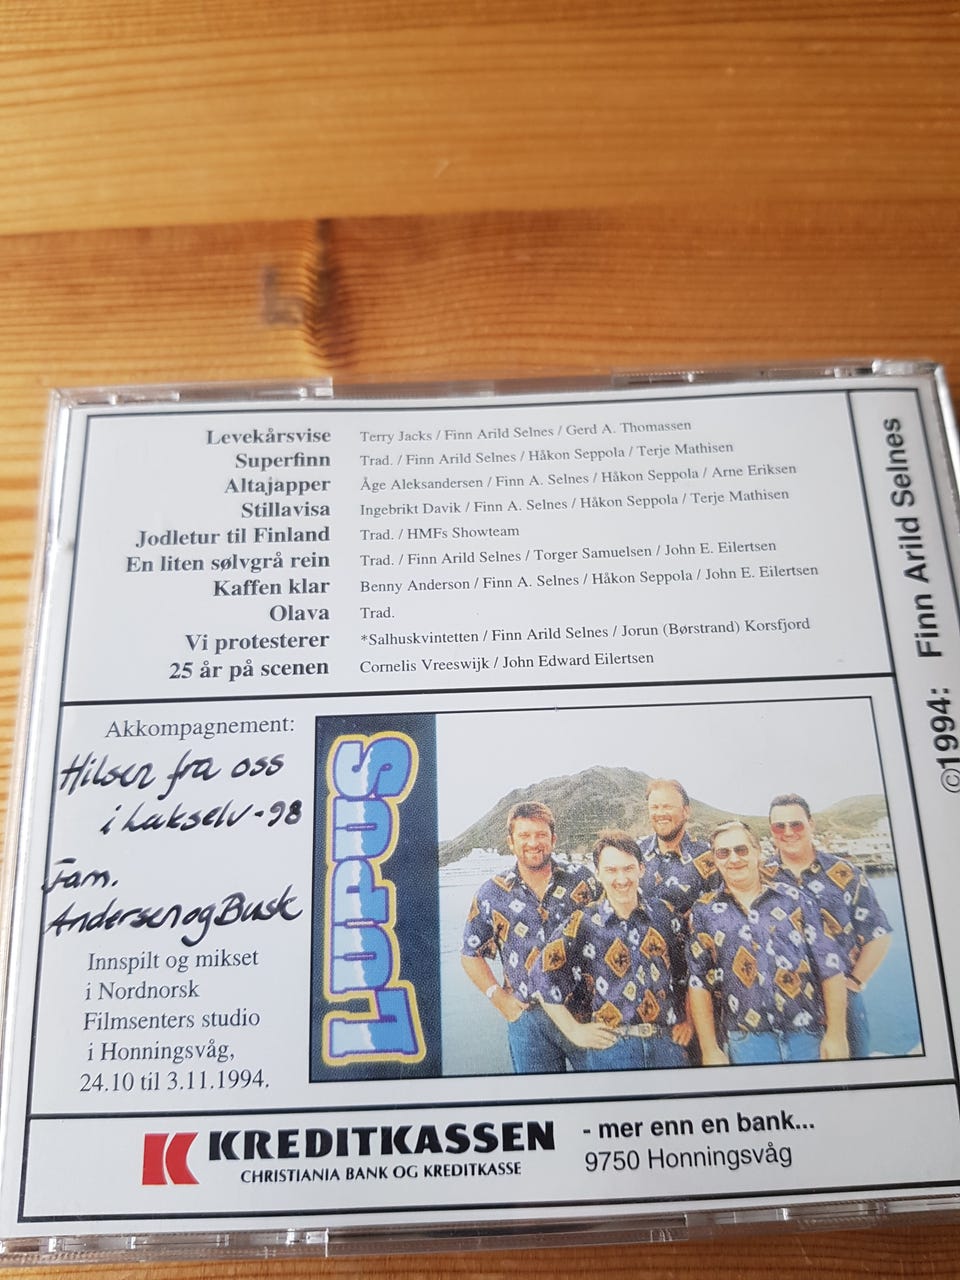 Levekårsvise Terry Jacks / Finn Arild Selnes / Gerd A. Thomassen
Superfinn Trad. / Finn Arild Selnes / Håkon Seppola / Terje Mathisen
Altajapper Åge Aleksandersen / Finn A. Selnes / Håkon Seppola / Arne Eriksen
Stillavisa Ingebrikt Davik / Finn A. Selnes / Håkon Seppola / Terje Mathisen
Jodletur til Finland Trad. / HMFs Showteam
En liten sølvgrå rein Trad. / Finn Arild Selnes / Torger Samuelsen / John E. Eilertsen
Kaffen klar Benny Anderson / Finn A. Selnes / Håkon Seppola / John E. Eilertsen
Olava Trad.
Vi protesterer *Salhuskvintetten / Finn Arild Selnes / Jorun (Børstrand) Korsfjord
25 år på scenen Cornelis Vreeswijk / John Edward Eilertsen
©1994: Finn Arild Selnes
Akkompagnement:
Hilsen fra oss
i Lakselv - 98
Fam.
Andersen og Busk
Innspilt og mikset
i Nordnorsk
Filmsenters studio
i Honningsvåg,
24.10 til 3.11.1994.
LUPUS
KREDITKASSEN
CHRISTIANIA BANK OG KREDITKASSE
- mer enn en bank...
9750 Honningsvåg